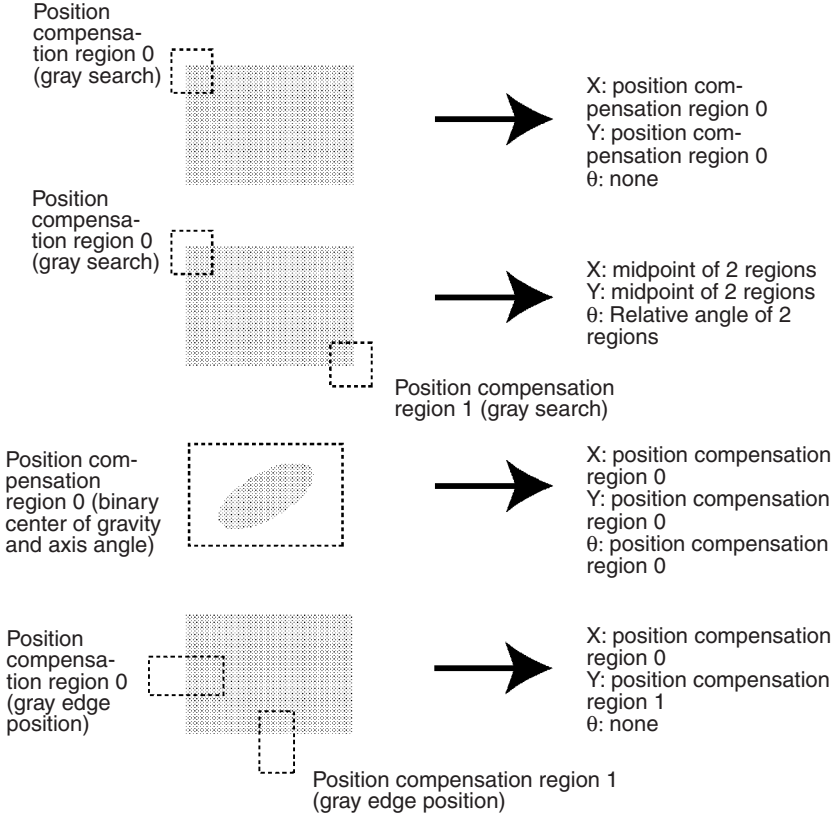 Position
compensa-
tion region 0
(gray search)
X: position com-
pensation region 0
Y: position com-
pensation region 0
θ: none
Position
compensa-
tion region 0
(gray search)
X: midpoint of 2 regions
Y: midpoint of 2 regions
θ: Relative angle of 2
regions
Position compensation
region 1 (gray search)
Position com-
pensation
region 0 (binary
center of gravity
and axis angle)
X: position compensation
region 0
Y: position compensation
region 0
θ: position compensation
region 0
Position
compensa-
tion region 0
(gray edge
position)
X: position compensation
region 0
Y: position compensation
region 1
θ: none
Position compensation region 1
(gray edge position)